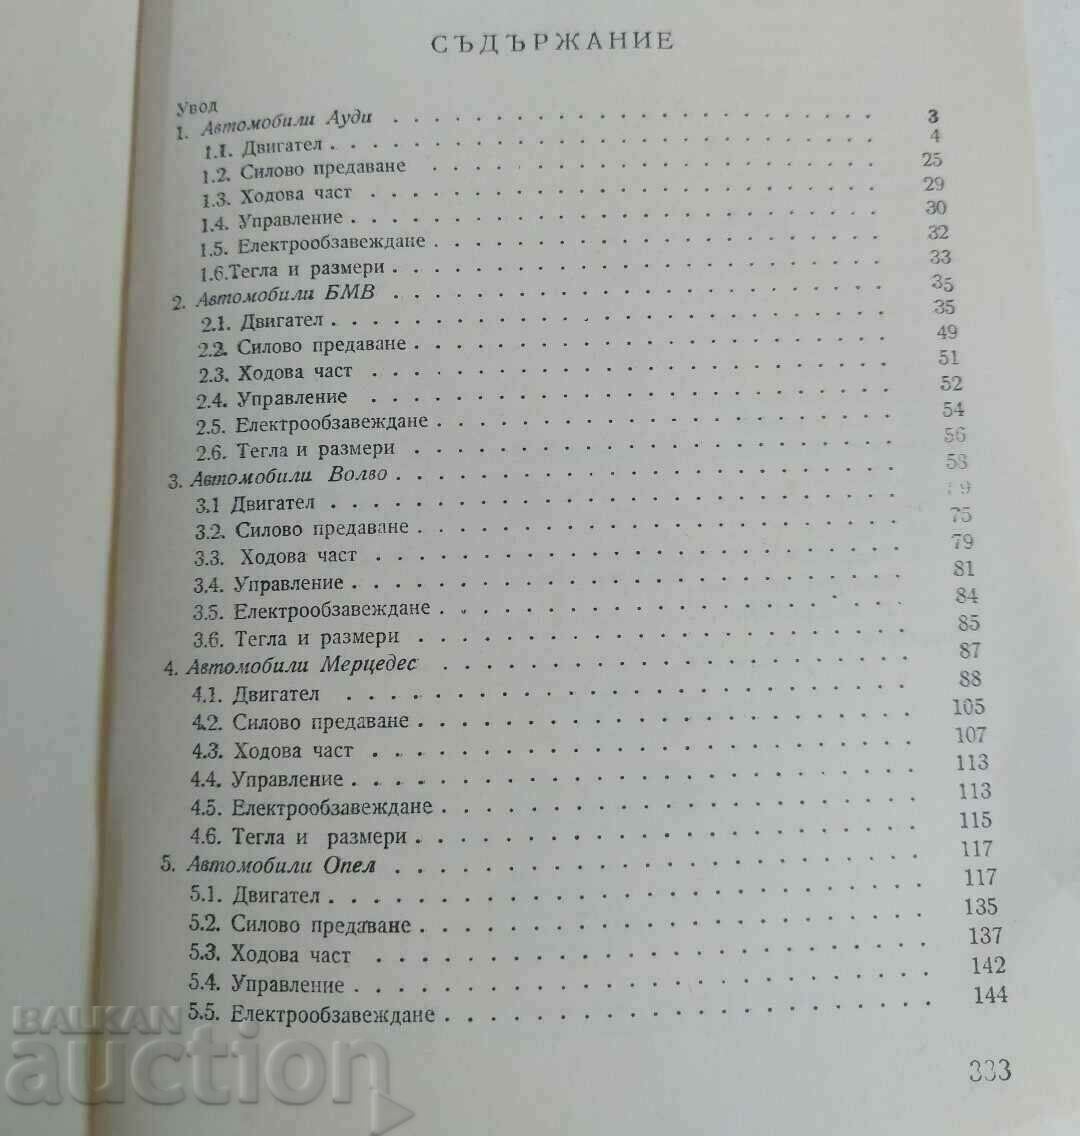 СЪДЪРЖАНИЕ
Увод
1. Автомобили Ауди . . . . . . . . . . . . . . . . . . . . 3
1.1. Двигател . . . . . . . . . . . . . . . . . . . . 4
1.2. Силово предаване . . . . . . . . . . . . . . . . . . . . 25
1.3. Ходова част . . . . . . . . . . . . . . . . . . . . 29
1.4. Управление . . . . . . . . . . . . . . . . . . . . 30
1.5. Електрообзавеждане . . . . . . . . . . . . . . . . . . . . 32
1.6.Тегла и размери . . . . . . . . . . . . . . . . . . . . 33
2. Автомобили БМВ . . . . . . . . . . . . . . . . . . . . 35
2.1. Двигател . . . . . . . . . . . . . . . . . . . . 35
2.2. Силово предаване . . . . . . . . . . . . . . . . . . . . 49
2.3. Ходова част . . . . . . . . . . . . . . . . . . . . 51
2.4. Управление . . . . . . . . . . . . . . . . . . . . 52
2.5. Електрообзавеждане . . . . . . . . . . . . . . . . . . . . 54
2.6. Тегла и размери . . . . . . . . . . . . . . . . . . . . 56
3. Автомобили Волво . . . . . . . . . . . . . . . . . . . . 58
3.1 Двигател . . . . . . . . . . . . . . . . . . . .
3.2. Силово предаване . . . . . . . . . . . . . . . . . . . . 75
3.3. Ходова част . . . . . . . . . . . . . . . . . . . . 79
3.4. Управление . . . . . . . . . . . . . . . . . . . . 81
3.5. Електрообзавеждане . . . . . . . . . . . . . . . . . . . . 84
3.6. Тегла и размери . . . . . . . . . . . . . . . . . . . . 85
4. Автомобили Мерцедес . . . . . . . . . . . . . . . . . . . . 87
4.1. Двигател . . . . . . . . . . . . . . . . . . . . 88
4.2. Силово предаване . . . . . . . . . . . . . . . . . . . . 105
4.3. Ходова част . . . . . . . . . . . . . . . . . . . . 107
4.4. Управление . . . . . . . . . . . . . . . . . . . . 113
4.5. Електрообзавеждане . . . . . . . . . . . . . . . . . . . . 113
4.6. Тегла и размери . . . . . . . . . . . . . . . . . . . . 115
5. Автомобили Опел . . . . . . . . . . . . . . . . . . . . 117
5.1. Двигател . . . . . . . . . . . . . . . . . . . . 117
5.2. Силово предаване . . . . . . . . . . . . . . . . . . . . 135
5.3. Ходова част . . . . . . . . . . . . . . . . . . . . 137
5.4. Управление . . . . . . . . . . . . . . . . . . . . 142
5.5. Електрообзавеждане . . . . . . . . . . . . . . . . . . . . 144
333
BALKAN
auction